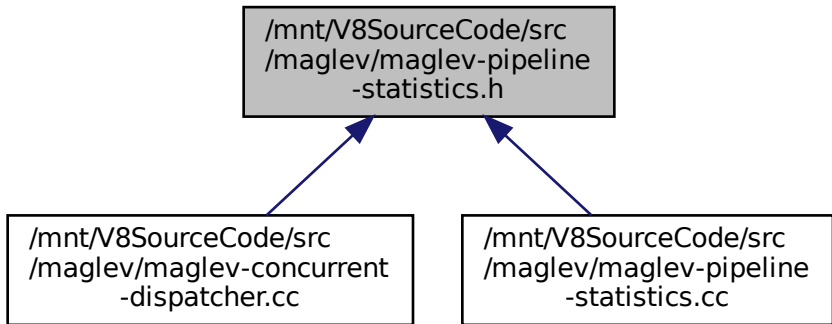 /mnt/V8SourceCode/src
/maglev/maglev-pipeline
-statistics.h
/mnt/V8SourceCode/src
/maglev/maglev-concurrent
-dispatcher.cc
/mnt/V8SourceCode/src
/maglev/maglev-pipeline
-statistics.cc